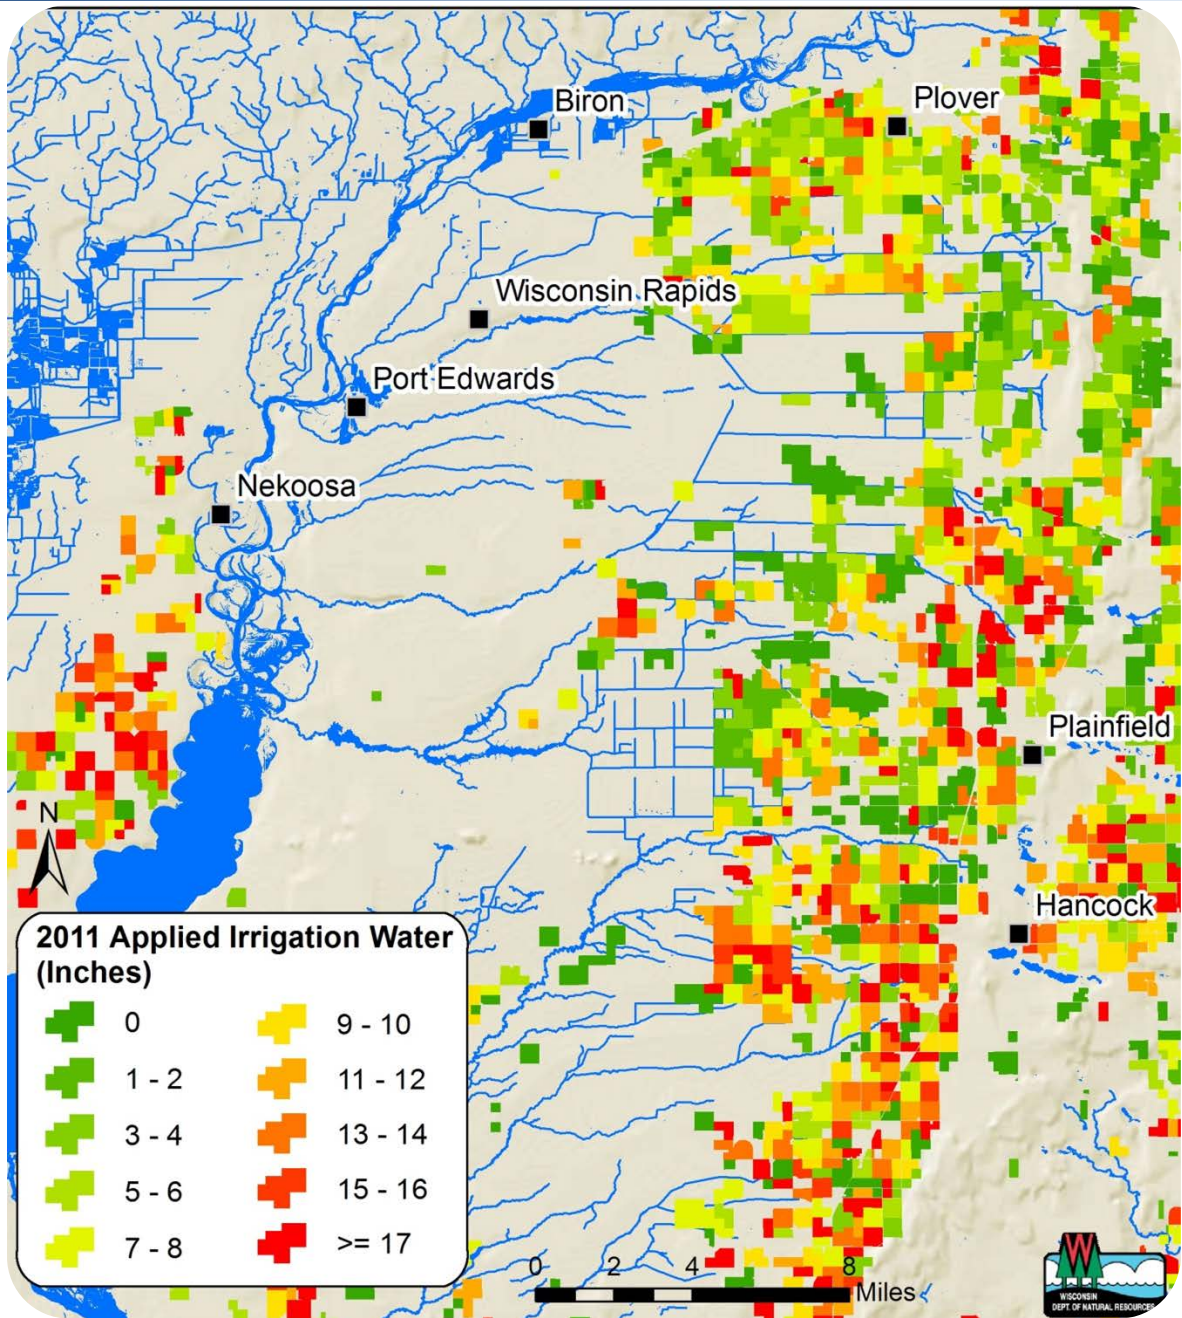 Biron
Plover
Wisconsin Rapids
Port Edwards
Nekoosa
Plainfield
Hancock
N
2011 Applied Irrigation Water
(Inches)
0
1 - 2
3 - 4
5 - 6
7 - 8
9 - 10
11 - 12
13 - 14
15 - 16
>= 17
0 2 4 8
Miles
W
WISCONSIN
DEPT. OF NATURAL RESOURCES